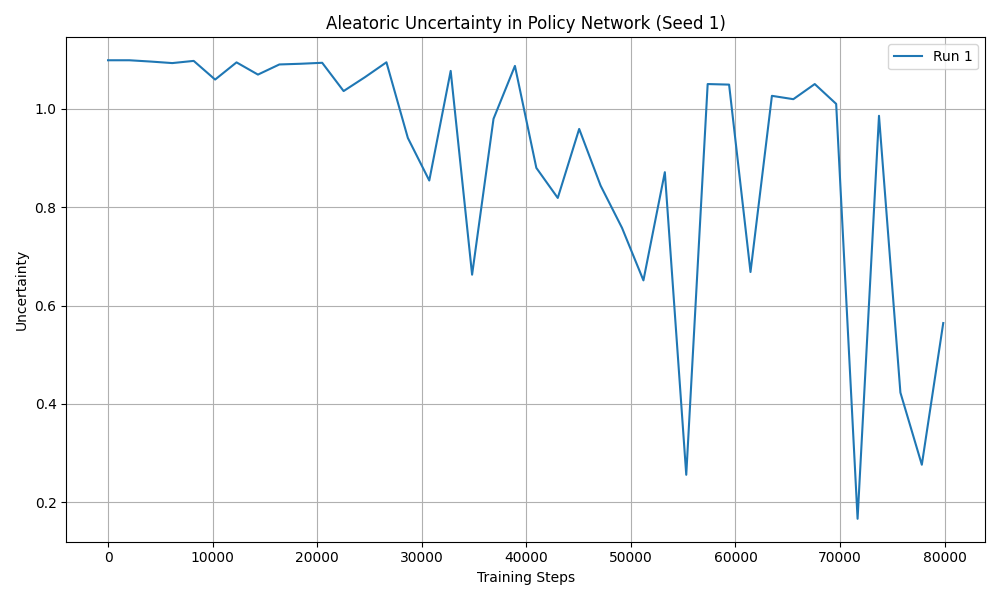 Aleatoric Uncertainty in Policy Network (Seed 1)
Run 1
Uncertainty
1.0
0.8
0.6
0.4
0.2
0 10000 20000 30000 40000 50000 60000 70000 80000
Training Steps